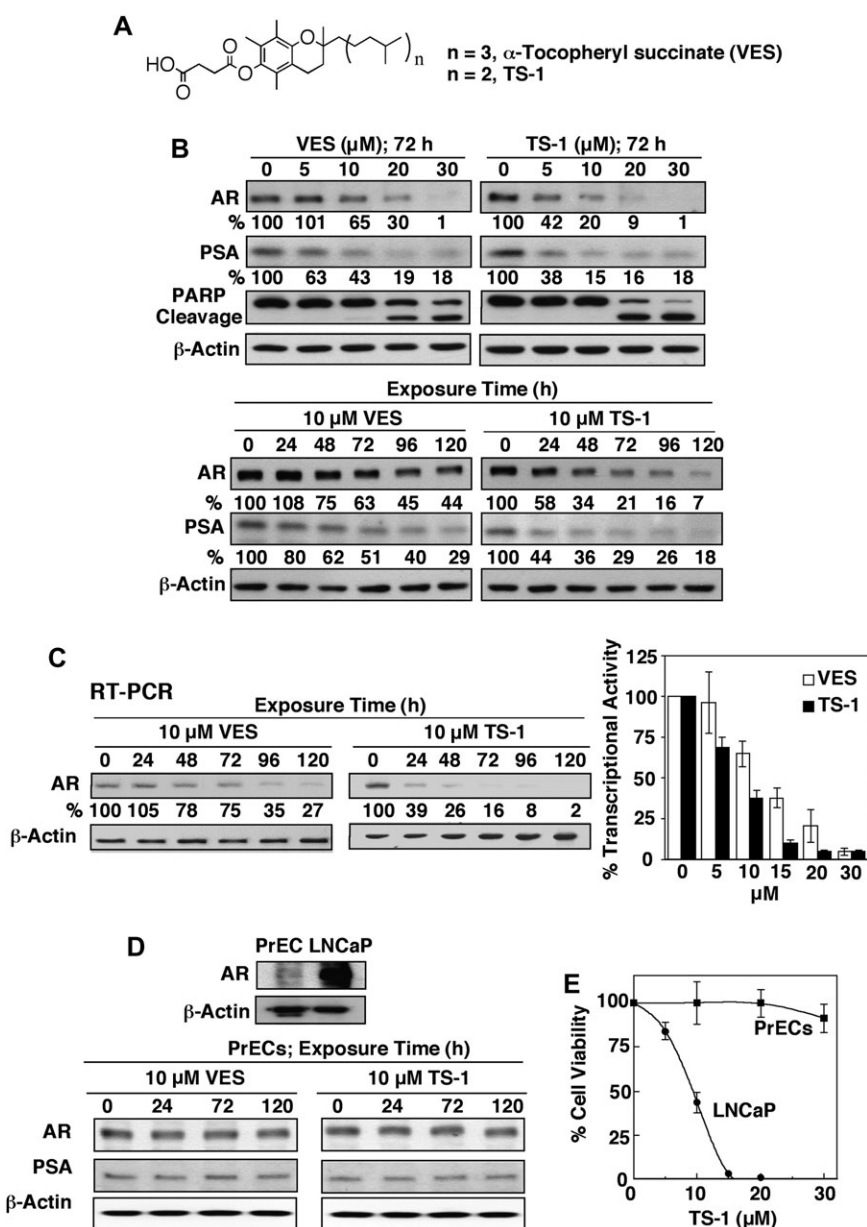 A
HO
O
O
O
O
n
n = 3, α-Tocopheryl succinate (VES)
n = 2, TS-1
B
VES (µM); 72 h
TS-1 (µM); 72 h
0 5 10 20 30
0 5 10 20 30
AR
% 100 101 65 30 1
100 42 20 9 1
PSA
% 100 63 43 19 18
100 38 15 16 18
PARP
Cleavage
β-Actin
Exposure Time (h)
10 µM VES
10 µM TS-1
0 24 48 72 96 120
0 24 48 72 96 120
AR
% 100 108 75 63 45 44
100 58 34 21 16 7
PSA
% 100 80 62 51 40 29
100 44 36 29 26 18
β-Actin
C
RT-PCR
Exposure Time (h)
10 µM VES
10 µM TS-1
0 24 48 72 96 120
0 24 48 72 96 120
AR
% 100 105 78 75 35 27
100 39 26 16 8 2
β-Actin
% Transcriptional Activity
125
100
75
50
25
0
VES
TS-1
0 5 10 15 20 30
µM
D
PrEC LNCaP
AR
β-Actin
PrECs; Exposure Time (h)
10 µM VES
10 µM TS-1
0 24 72 120
0 24 72 120
AR
PSA
β-Actin
E
% Cell Viability
100
75
50
25
0
PrECs
LNCaP
0 10 20 30
TS-1 (µM)